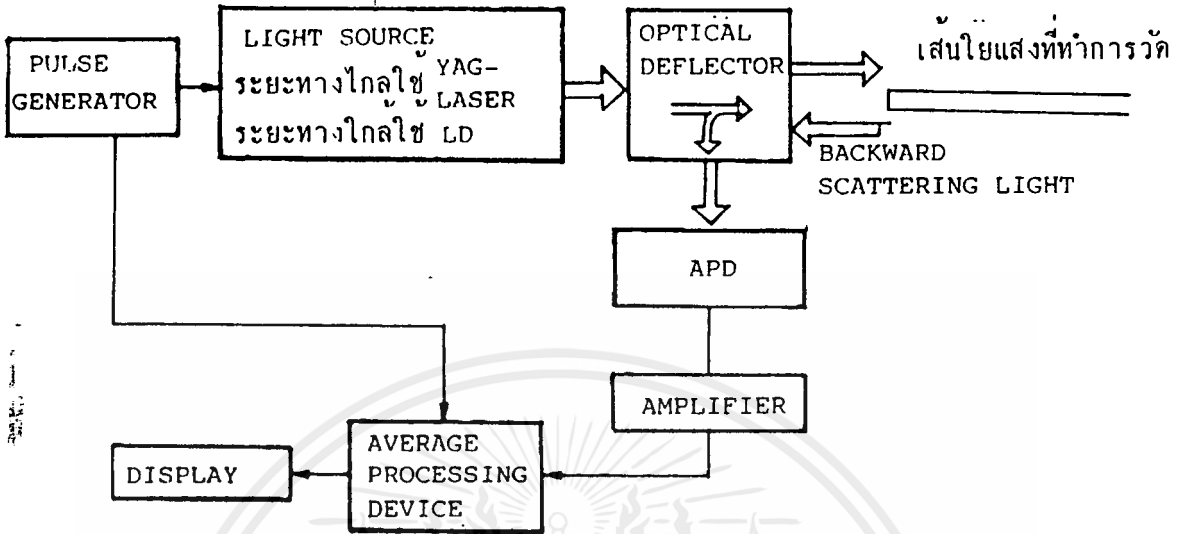 PULSE
GENERATOR
LIGHT SOURCE
ระยะทางไกลใช้ YAG-
LASER
ระยะทางใกล้ใช้ LD
OPTICAL
DEFLECTOR
เส้นใยแสงที่ทำการวัด
BACKWARD
SCATTERING LIGHT
APD
AMPLIFIER
AVERAGE
PROCESSING
DEVICE
DISPLAY